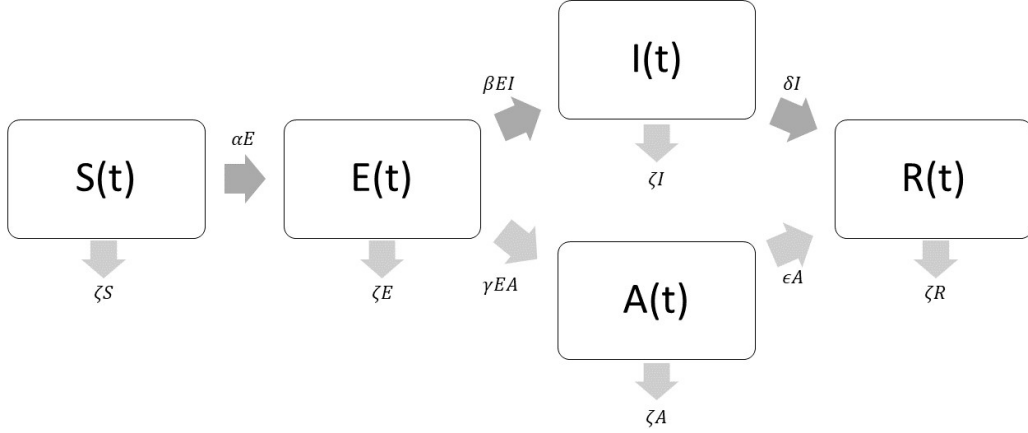 I(t)
βEI
δI
αE
S(t)
E(t)
R(t)
ζI
ζS
ζE
γEA
A(t)
ϵA
ζR
ζA